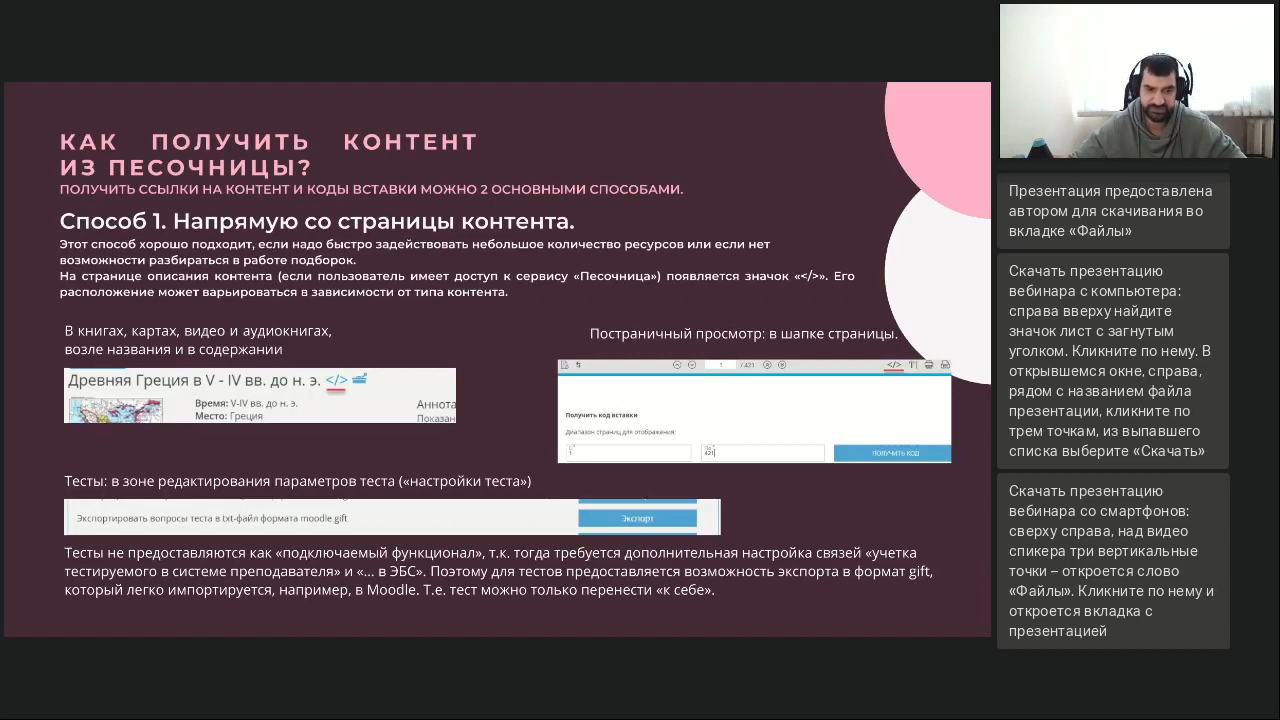 КАК ПОЛУЧИТЬ КОНТЕНТ
ИЗ ПЕСОЧНИЦЫ?
ПОЛУЧИТЬ ССЫЛКИ НА КОНТЕНТ И КОДЫ ВСТАВКИ МОЖНО 2 ОСНОВНЫМИ СПОСОБАМИ.
Способ 1. Напрямую со страницы контента.
Этот способ хорошо подходит, если надо быстро задействовать небольшое количество ресурсов или если нет
возможности разбираться в работе подборок.
На странице описания контента (если пользователь имеет доступ к сервису «Песочница») появляется значок «</>». Его
расположение может варьироваться в зависимости от типа контента.
В книгах, картах, видео и аудиокнигах,
возле названия и в содержании
Древняя Греция в V - IV вв. до н. э. </>
Время: V-IV вв. до н. э.
Место: Греция
Аннота
Показан
Постраничный просмотр: в шапке страницы.
1 / 423 </>
Получить код вставки
Диапазон страниц для отображения:
1
421
ПОЛУЧИТЬ КОД
Тесты: в зоне редактирования параметров теста («настройки теста»)
Экспортировать вопросы теста в txt-файл формата moodle gift
Экспорт
Тесты не предоставляются как «подключаемый функционал», т.к. тогда требуется дополнительная настройка связей «учетка
тестируемого в системе преподавателя» и «... в ЭБС». Поэтому для тестов предоставляется возможность экспорта в формат gift,
который легко импортируется, например, в Moodle. Т.е. тест можно только перенести «к себе».
Презентация предоставлена
автором для скачивания во
вкладке «Файлы»
Скачать презентацию
вебинара с компьютера:
справа вверху найдите
значок лист с загнутым
уголком. Кликните по нему. В
открывшемся окне, справа,
рядом с названием файла
презентации, кликните по
трем точкам, из выпавшего
списка выберите «Скачать»
Скачать презентацию
вебинара со смартфонов:
сверху справа, над видео
спикера три вертикальные
точки – откроется слово
«Файлы». Кликните по нему и
откроется вкладка с
презентацией